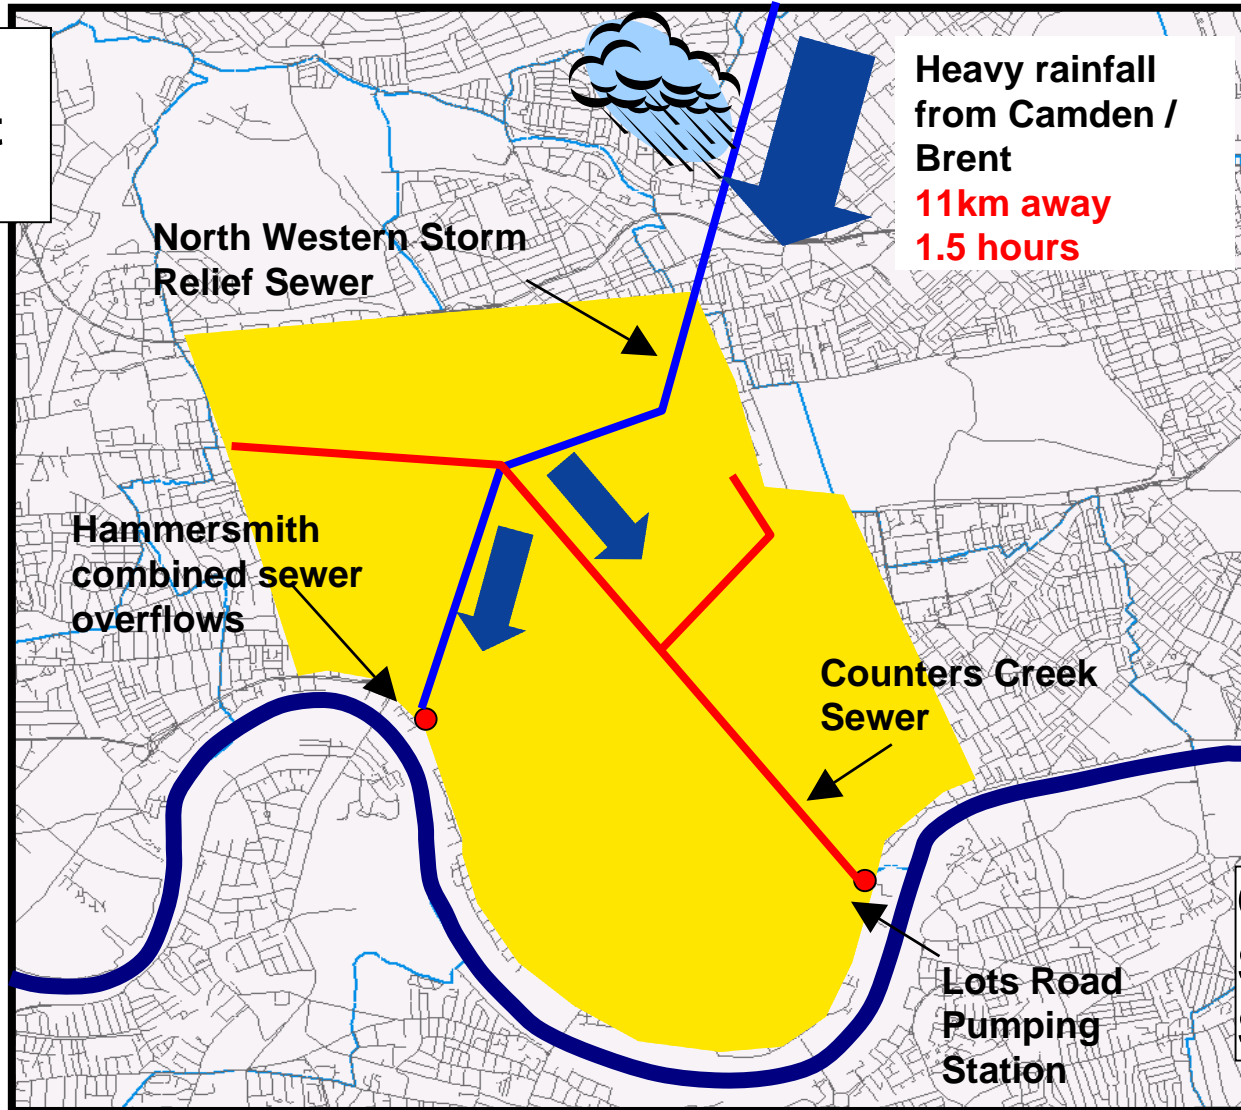 Heavy rainfall
from Camden /
Brent
11km away
1.5 hours
North Western Storm
Relief Sewer
Hammersmith
combined sewer
overflows
Counters Creek
Sewer
Lots Road
Pumping
Station